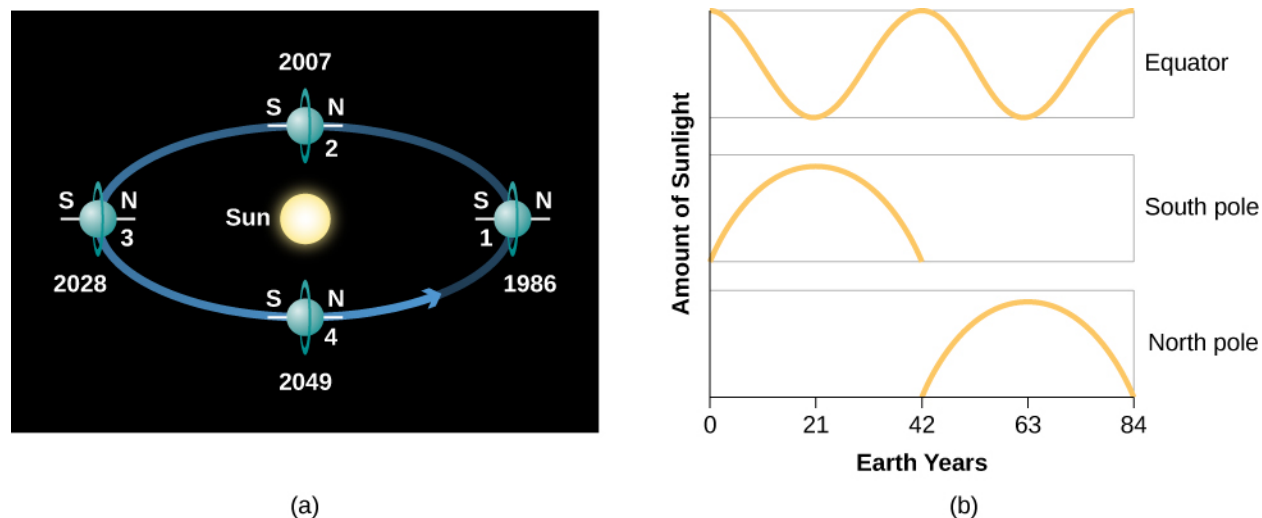 2007
S N
2
S N
3
2028
Sun
S N
1
1986
S N
4
2049
(a)
Amount of Sunlight
Equator
South pole
North pole
0 21 42 63 84
Earth Years
(b)